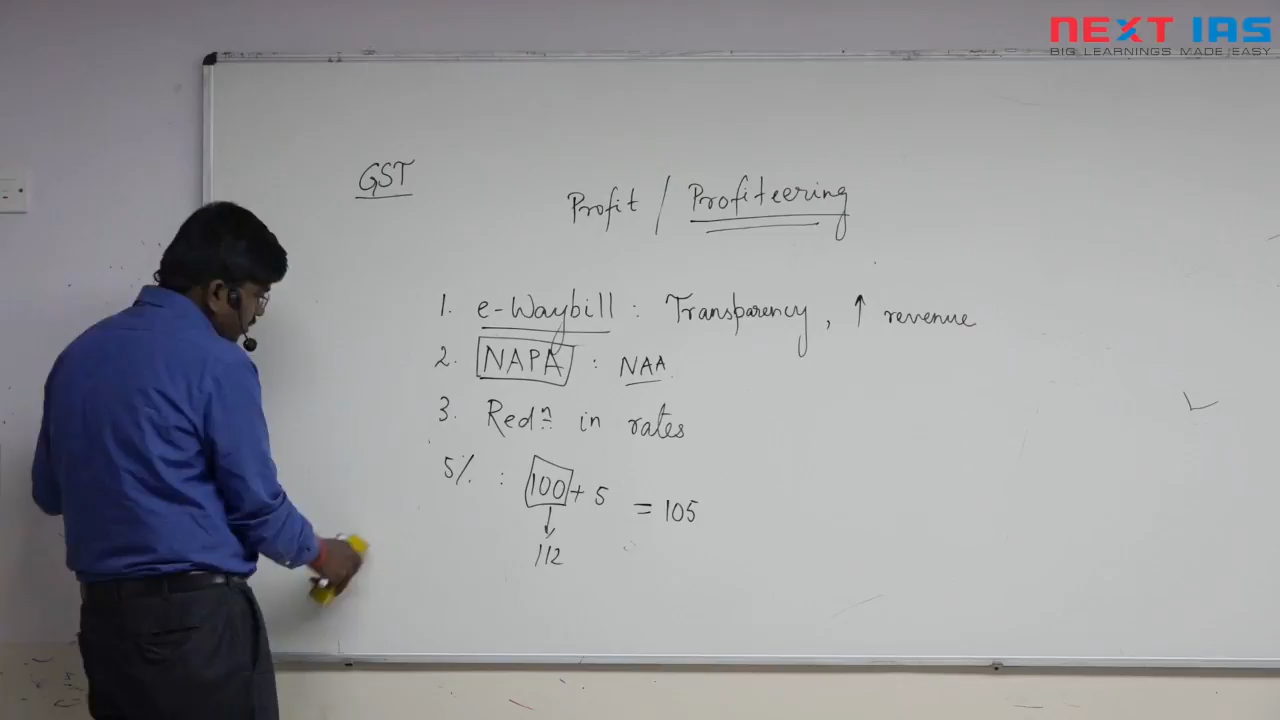 NEXT IAS
BIG LEARNINGS MADE EASY
GST
Profit / Profiteering
1. e-Waybill : Transparency, ↑ revenue
2. NAPA : NAA
3. Redn in rates
5% : 100 + 5 = 105
↓
112